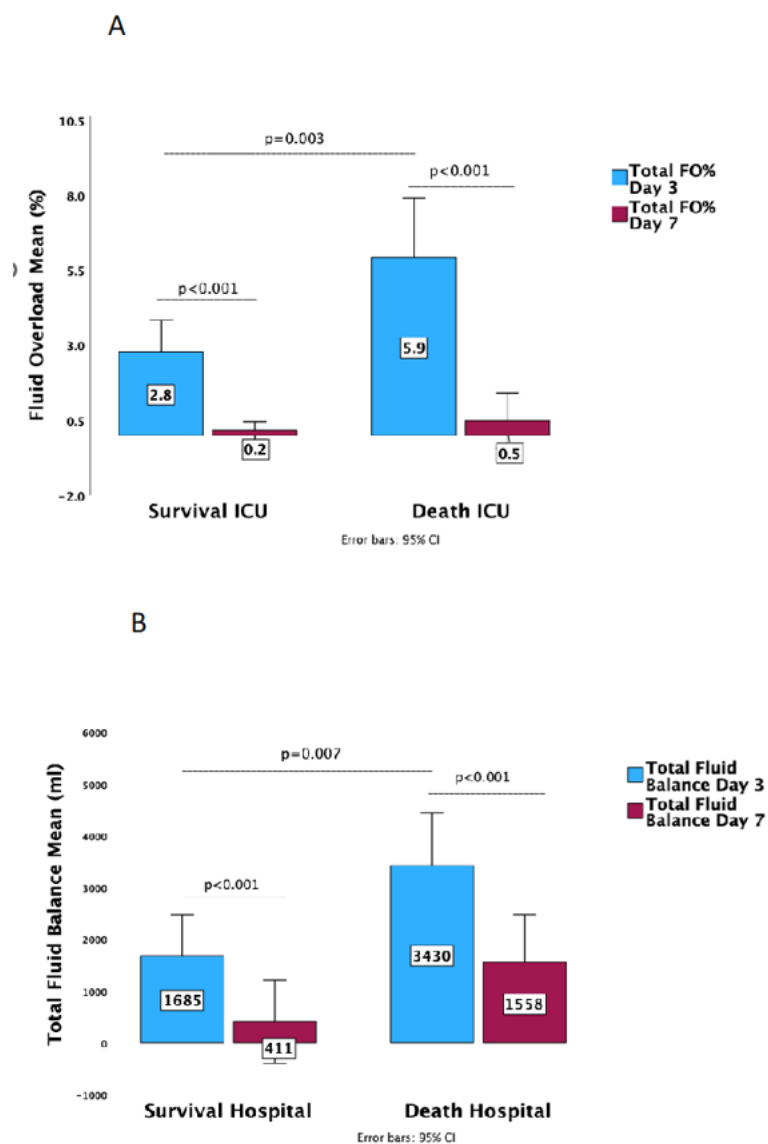 A
10.5
8.0
5.5
3.0
0.5
-2.0
Fluid Overload Mean (%)
p=0.003
p<0.001
p<0.001
2.8
0.2
5.9
0.5
Total FO%
Day 3
Total FO%
Day 7
Survival ICU
Death ICU
Error bars: 95% CI
B
6000
5000
4000
3000
2000
1000
0
-1000
Total Fluid Balance Mean (ml)
p=0.007
p<0.001
p<0.001
1685
411
3430
1558
Total Fluid
Balance Day 3
Total Fluid
Balance Day 7
Survival Hospital
Death Hospital
Error bars: 95% CI